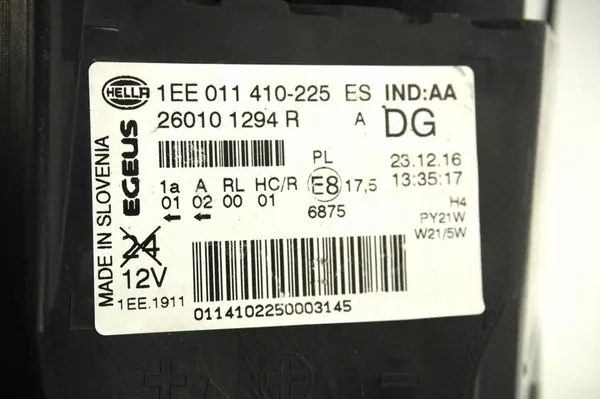 HELLA 1EE 011 410-225 ES IND:AA
26010 1294 R A DG
PL 23.12.16
E8 17,5 13:35:17
1a A RL HC/R
01 02 00 01 6875
H4
PY21W
W21/5W
MADE IN SLOVENIA
EGEUS
24
12V
1EE.1911
0114102250003145